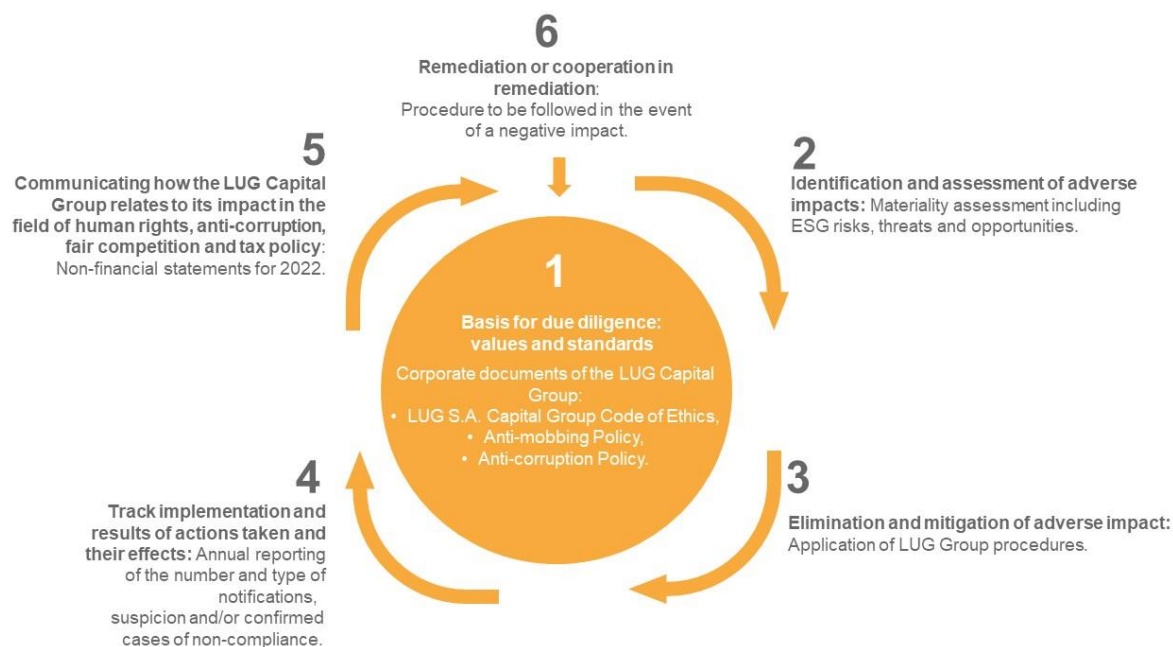 6
Remediation or cooperation in
remediation:
Procedure to be followed in the event
of a negative impact.
5
Communicating how the LUG Capital
Group relates to its impact in the
field of human rights, anti-corruption,
fair competition and tax policy:
Non-financial statements for 2022.
2
Identification and assessment of adverse
impacts: Materiality assessment including
ESG risks, threats and opportunities.
1
Basis for due diligence:
values and standards
Corporate documents of the LUG Capital
Group:
• LUG S.A. Capital Group Code of Ethics,
• Anti-mobbing Policy,
• Anti-corruption Policy.
4
Track implementation and
results of actions taken and
their effects: Annual reporting
of the number and type of
notifications,
suspicion and/or confirmed
cases of non-compliance.
3
Elimination and mitigation of adverse impact:
Application of LUG Group procedures.